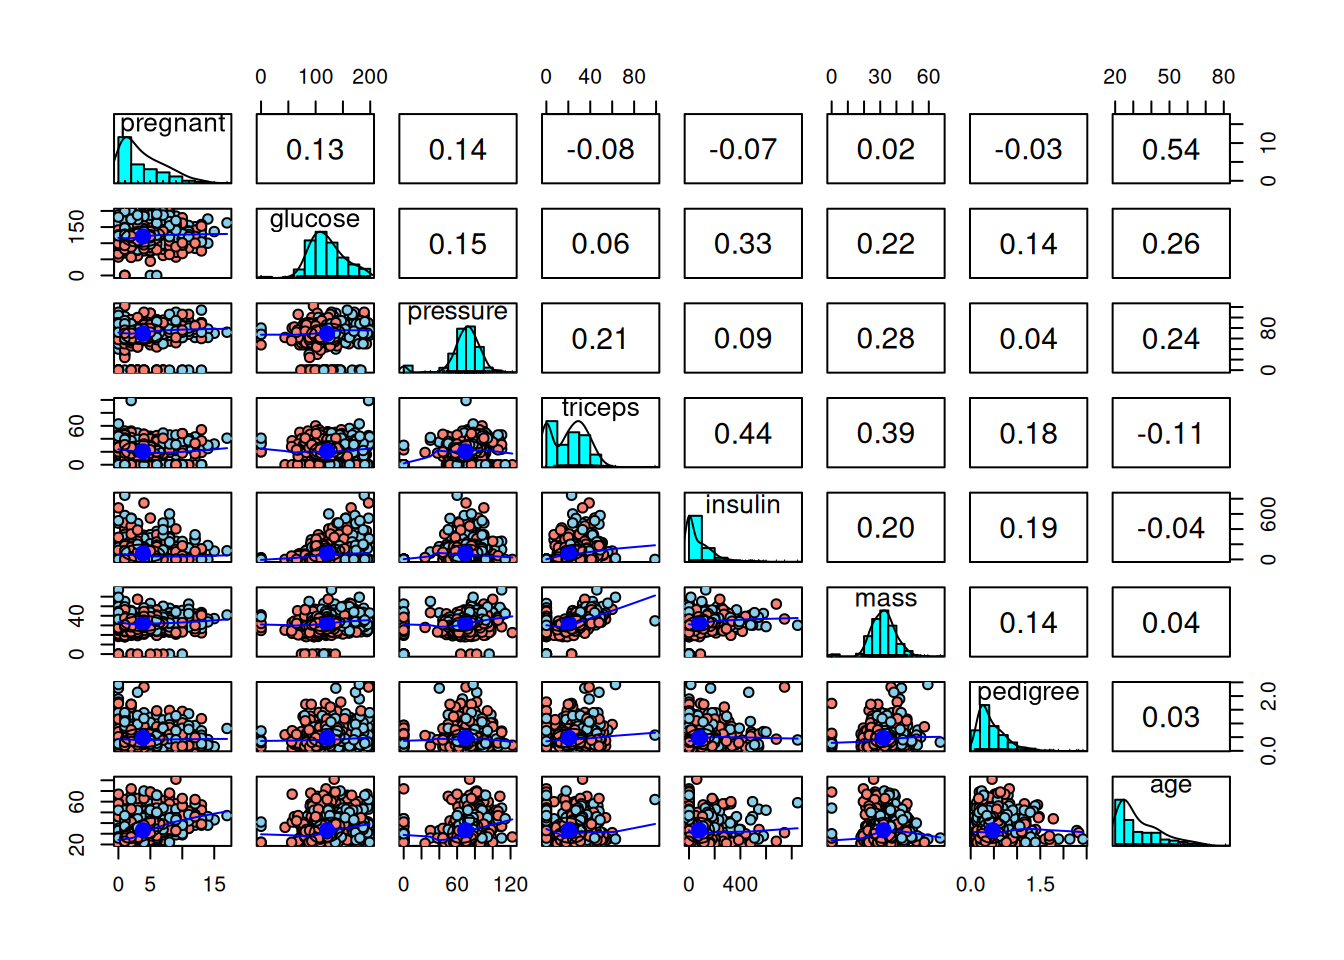 0 100 200 0 40 80 0 30 60 20 50 80
pregnant 0.13 0.14 -0.08 -0.07 0.02 -0.03 0.54 0 10
0 150 glucose 0.15 0.06 0.33 0.22 0.14 0.26
pressure 0.21 0.09 0.28 0.04 0.24 0 80
0 60 triceps 0.44 0.39 0.18 -0.11
insulin 0.20 0.19 -0.04 0 600
0 40 mass 0.14 0.04
pedigree 0.03 0.0 2.0
20 60 age
0 5 15 0 60 120 0 400 0.0 1.5